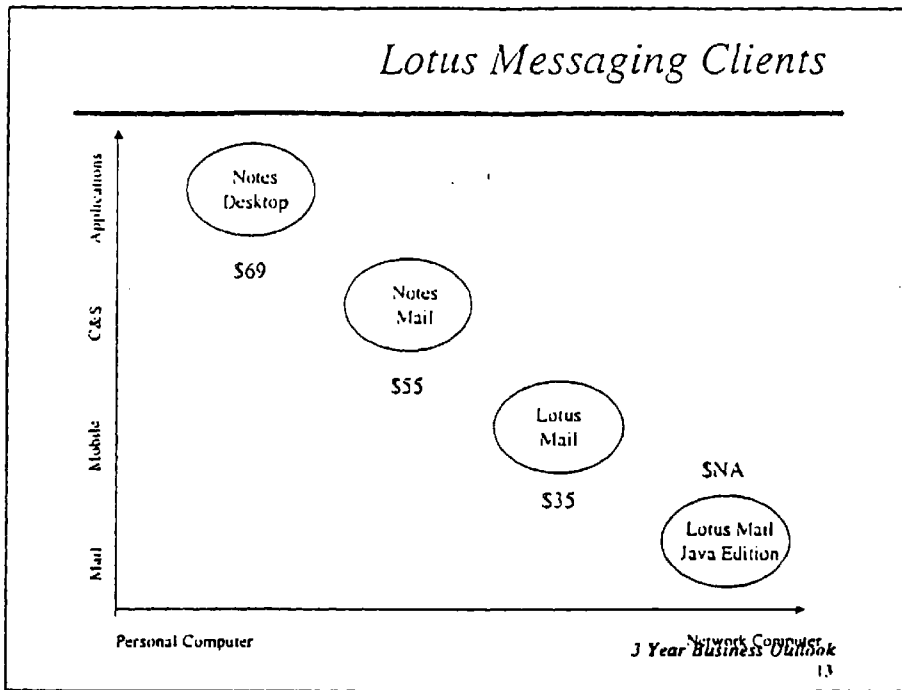 Lotus Messaging Clients
Applications
C&S
Mobile
Mail
Notes
Desktop
$69
Notes
Mail
$55
Lotus
Mail
$35
$NA
Lotus Mail
Java Edition
Personal Computer
Network Computer
3 Year Business Outlook
13